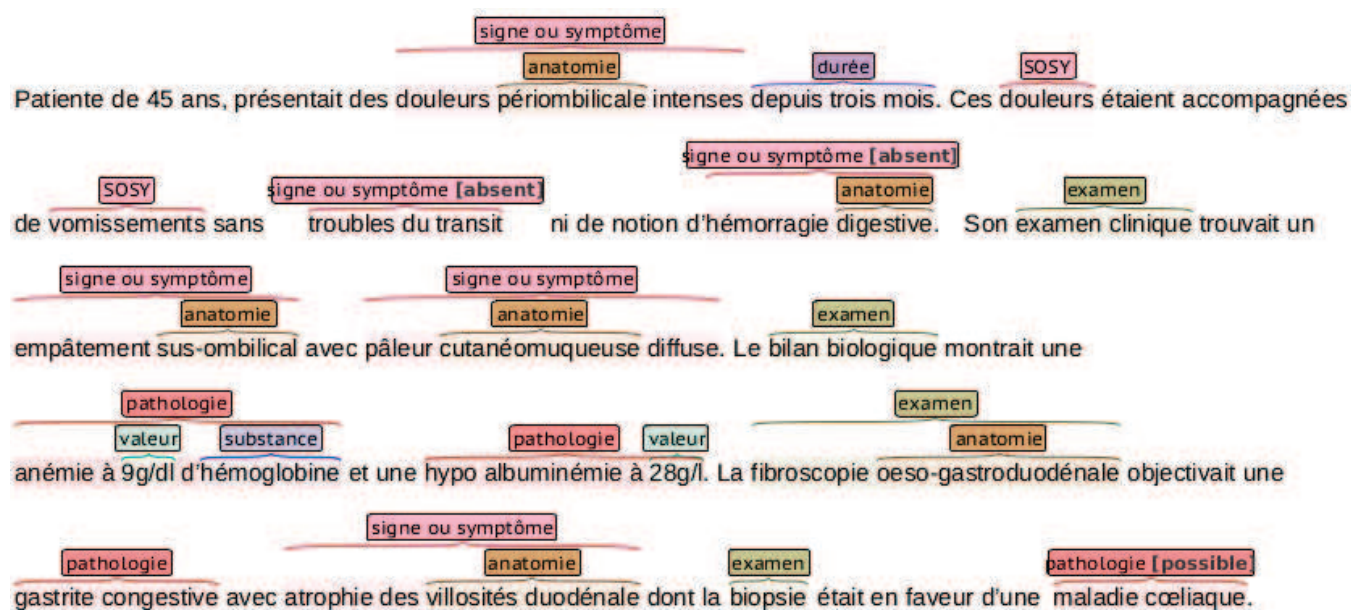 signe ou symptôme
anatomie durée SOSY
Patiente de 45 ans, présentait des douleurs périombilicale intenses depuis trois mois. Ces douleurs étaient accompagnées
signe ou symptôme [absent]
SOSY signe ou symptôme [absent] anatomie examen
de vomissements sans troubles du transit ni de notion d'hémorragie digestive. Son examen clinique trouvait un
signe ou symptôme signe ou symptôme
anatomie anatomie examen
empâtement sus-ombilical avec pâleur cutanéomuqueuse diffuse. Le bilan biologique montrait une
pathologie examen
valeur substance pathologie valeur anatomie
anémie à 9g/dl d'hémoglobine et une hypo albuminémie à 28g/l. La fibroscopie oeso-gastroduodénale objectivait une
signe ou symptôme
pathologie anatomie examen pathologie [possible]
gastrite congestive avec atrophie des villosités duodénale dont la biopsie était en faveur d'une maladie cœliaque.